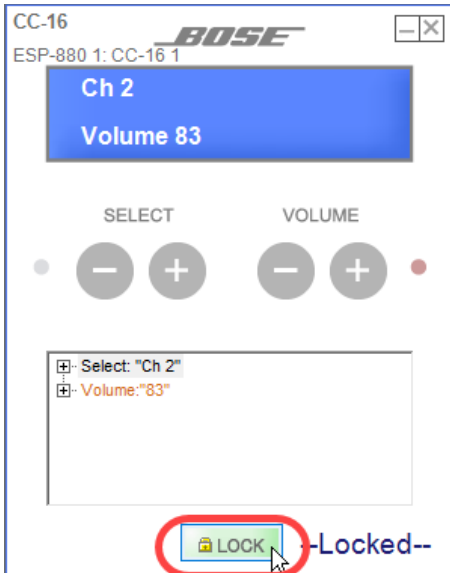 CC-16
BOSE
ESP-880 1: CC-16 1
Ch 2
Volume 83
SELECT VOLUME
Select: "Ch 2"
Volume:"83"
LOCK --Locked--